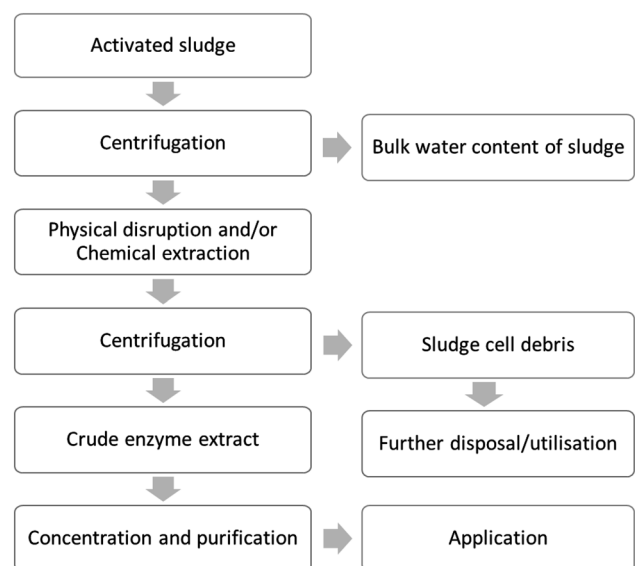 Activated sludge
Centrifugation
Bulk water content of sludge
Physical disruption and/or
Chemical extraction
Centrifugation
Sludge cell debris
Crude enzyme extract
Further disposal/utilisation
Concentration and purification
Application